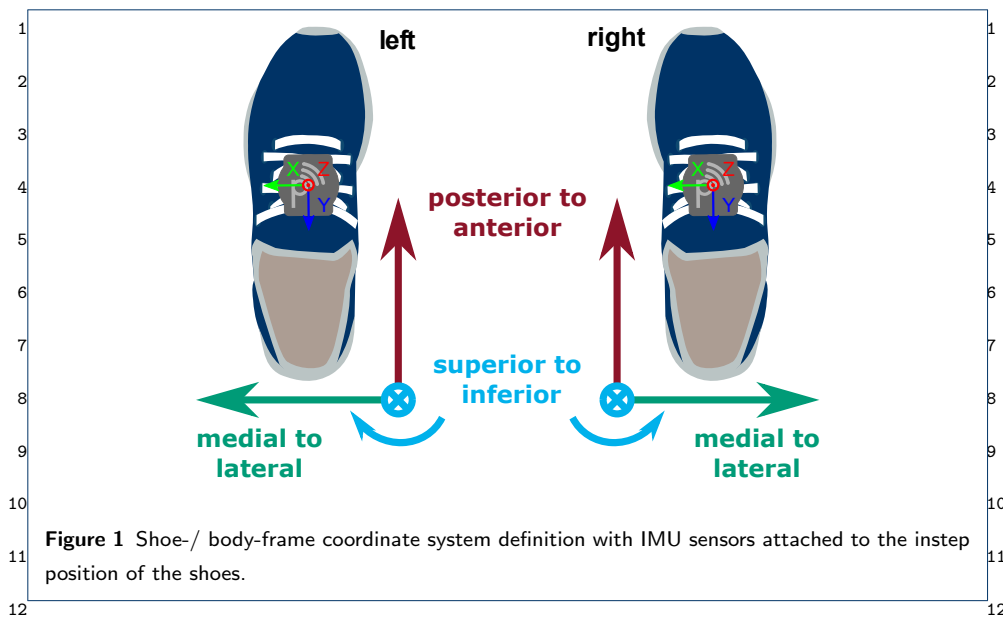 1 1
left right
2 2
3 3
X Z X Z
4 p p 4
Y Y
posterior to
anterior
5 5
6 6
7 7
superior to
inferior
8 8
medial to medial to
9 9
lateral lateral
10 10
Figure 1 Shoe-/ body-frame coordinate system definition with IMU sensors attached to the instep
11 11
position of the shoes.
12 12